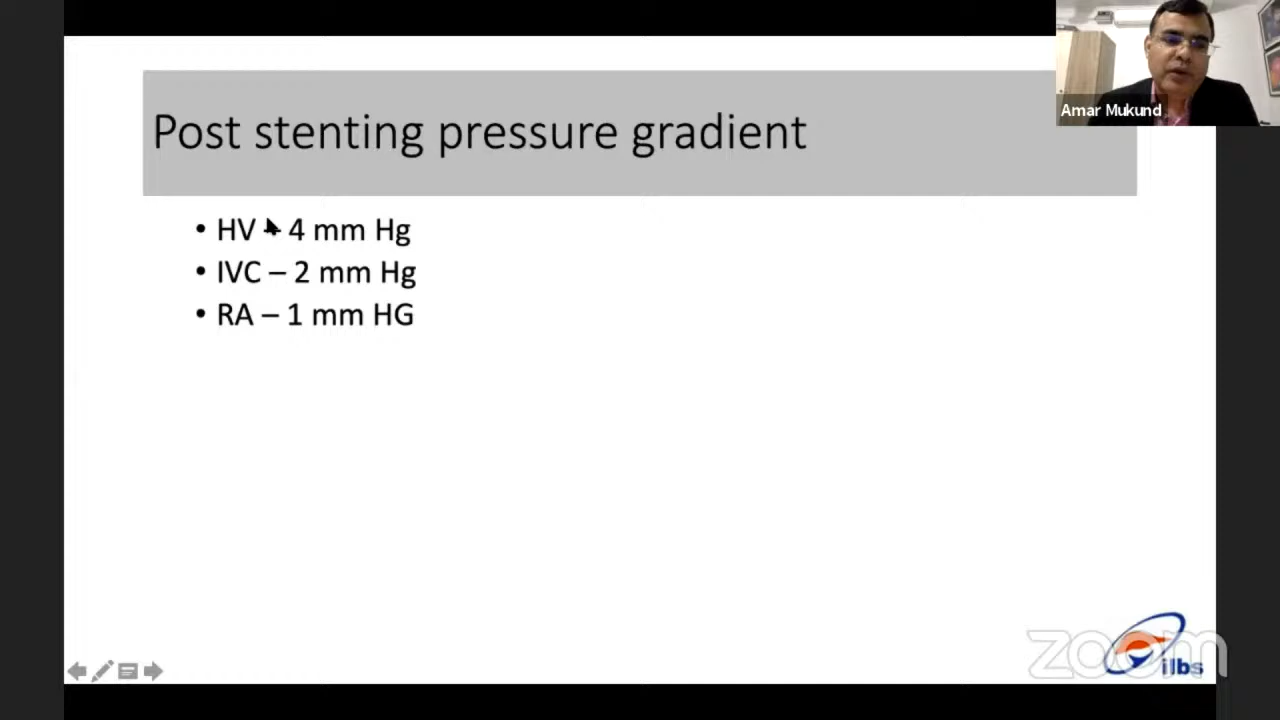 Amar Mukund
Post stenting pressure gradient
• HV – 4 mm Hg
• IVC – 2 mm Hg
• RA – 1 mm HG
zoom
ilbs